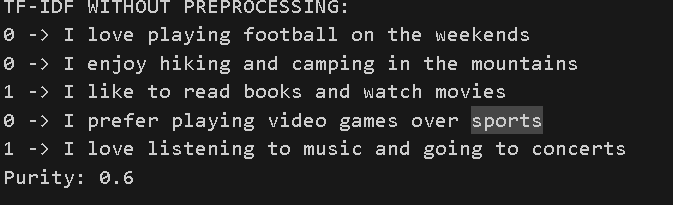 TF-IDF WITHOUT PREPROCESSING:
0 -> I love playing football on the weekends
0 -> I enjoy hiking and camping in the mountains
1 -> I like to read books and watch movies
0 -> I prefer playing video games over sports
1 -> I love listening to music and going to concerts
Purity: 0.6